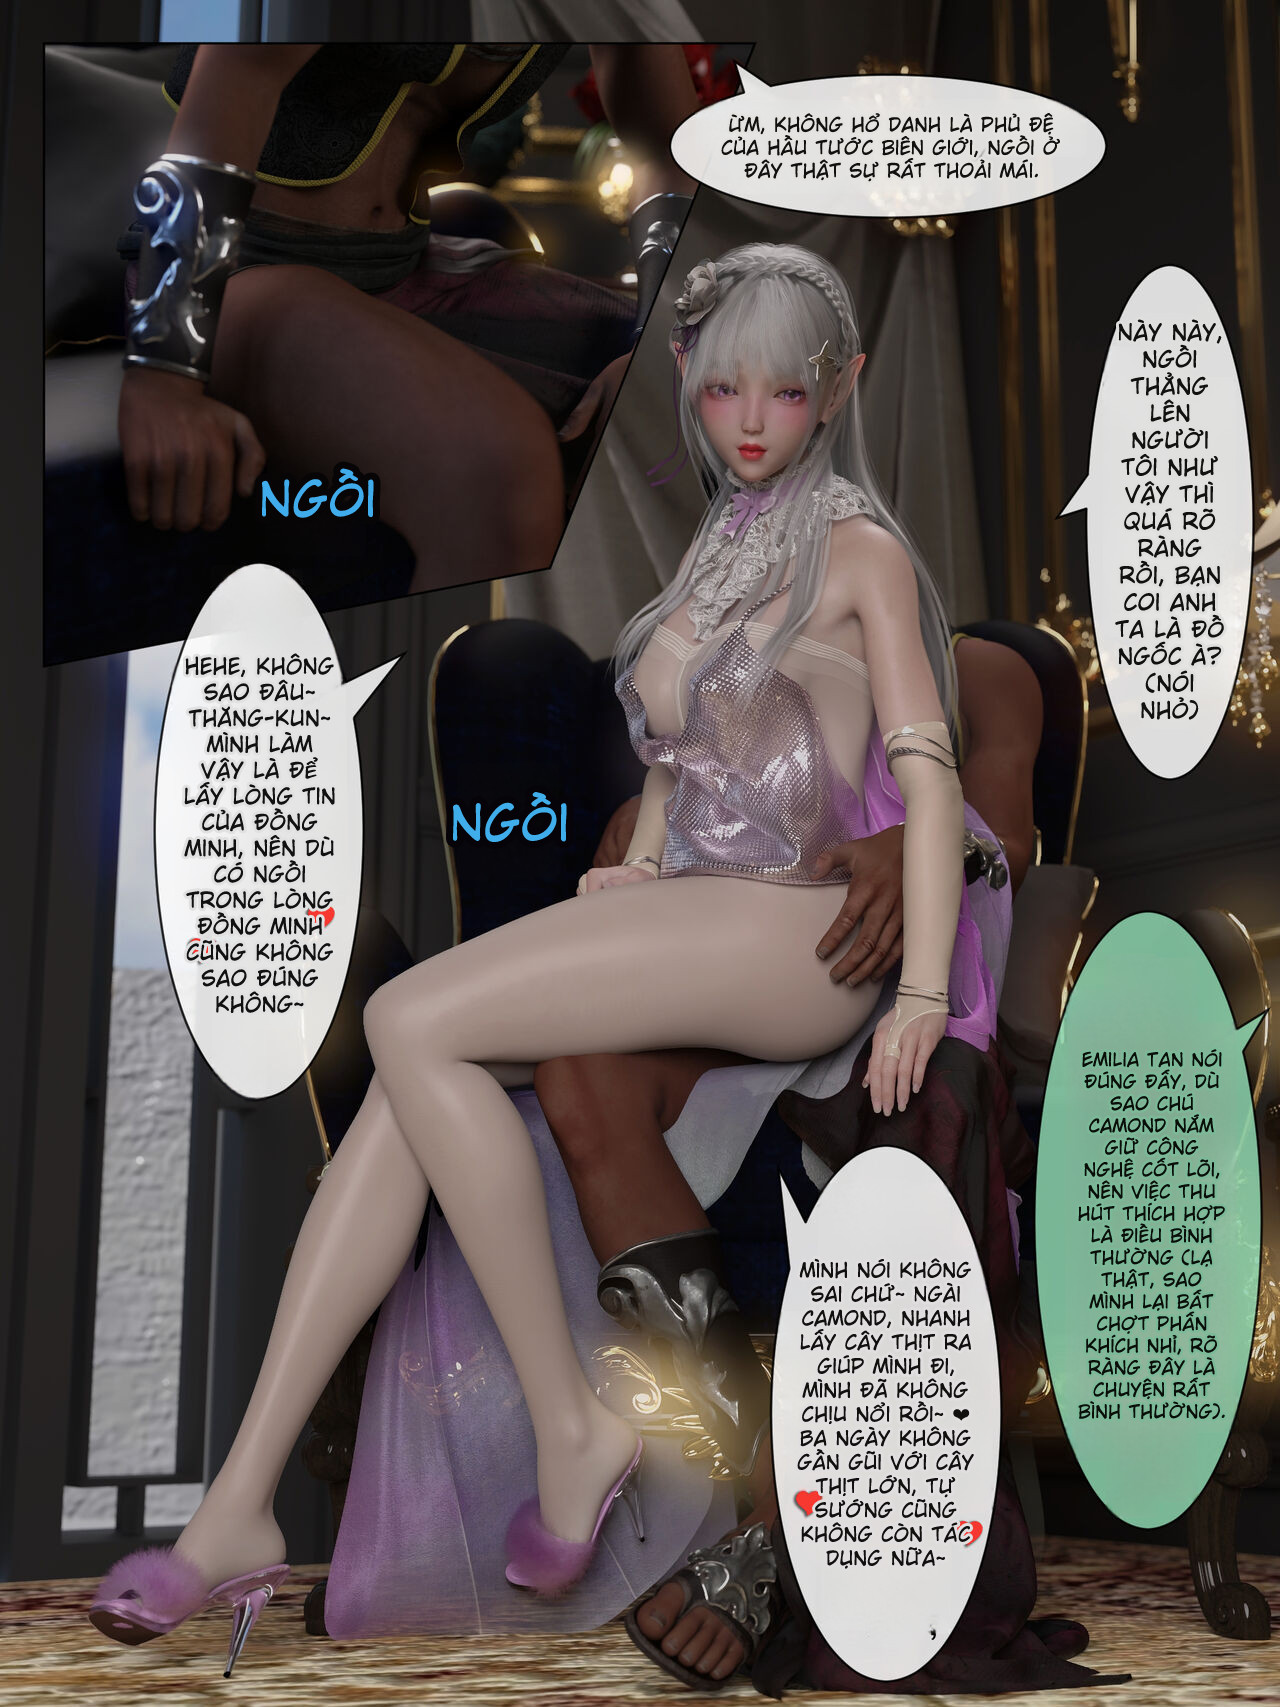 ỪM, KHÔNG HỔ DANH LÀ PHỦ ĐỆ
CỦA HẦU TƯỚC BIÊN GIỚI, NGỒI Ở
ĐÂY THẬT SỰ RẤT THOẢI MÁI.
NÀY NÀY,
NGỒI
THẲNG
LÊN
NGƯỜI
TÔI NHƯ
VẬY THÌ
QUÁ RÕ
RÀNG
RỒI, BẠN
COI ANH
TA LÀ ĐỒ
NGỐC À?
(NÓI
NHỎ)
NGỒI
HEHE, KHÔNG
SAO ĐÂU~
THĂNG-KUN~
MÌNH LÀM
VẬY LÀ ĐỂ
LẤY LÒNG TIN
CỦA ĐỒNG
MINH, NÊN DÙ
CÓ NGỒI
TRONG LÒNG
ĐỒNG MINH
CŨNG KHÔNG
SAO ĐÚNG
KHÔNG~
NGỒI
EMILIA TAN NÓI
ĐÚNG ĐẤY, DÙ
SAO CHÚ
CAMOND NẮM
GIỮ CÔNG
NGHỆ CỐT LÕI,
NÊN VIỆC THU
HÚT THÍCH HỢP
LÀ ĐIỀU BÌNH
THƯỜNG (LẠ
THẬT, SAO
MÌNH LẠI BẤT
CHỢT PHẤN
KHÍCH NHỈ, RÕ
RÀNG ĐÂY LÀ
CHUYỆN RẤT
BÌNH THƯỜNG).
MÌNH NÓI KHÔNG
SAI CHỨ~ NGÀI
CAMOND, NHANH
LẤY CÂY THỊT RA
GIÚP MÌNH ĐI,
MÌNH ĐÃ KHÔNG
CHỊU NỔI RỒI~ ❤
BA NGÀY KHÔNG
GẦN GŨI VỚI CÂY
THỊT LỚN, TỰ
SƯỚNG CŨNG
KHÔNG CÒN TÁC
DỤNG NỮA~
,